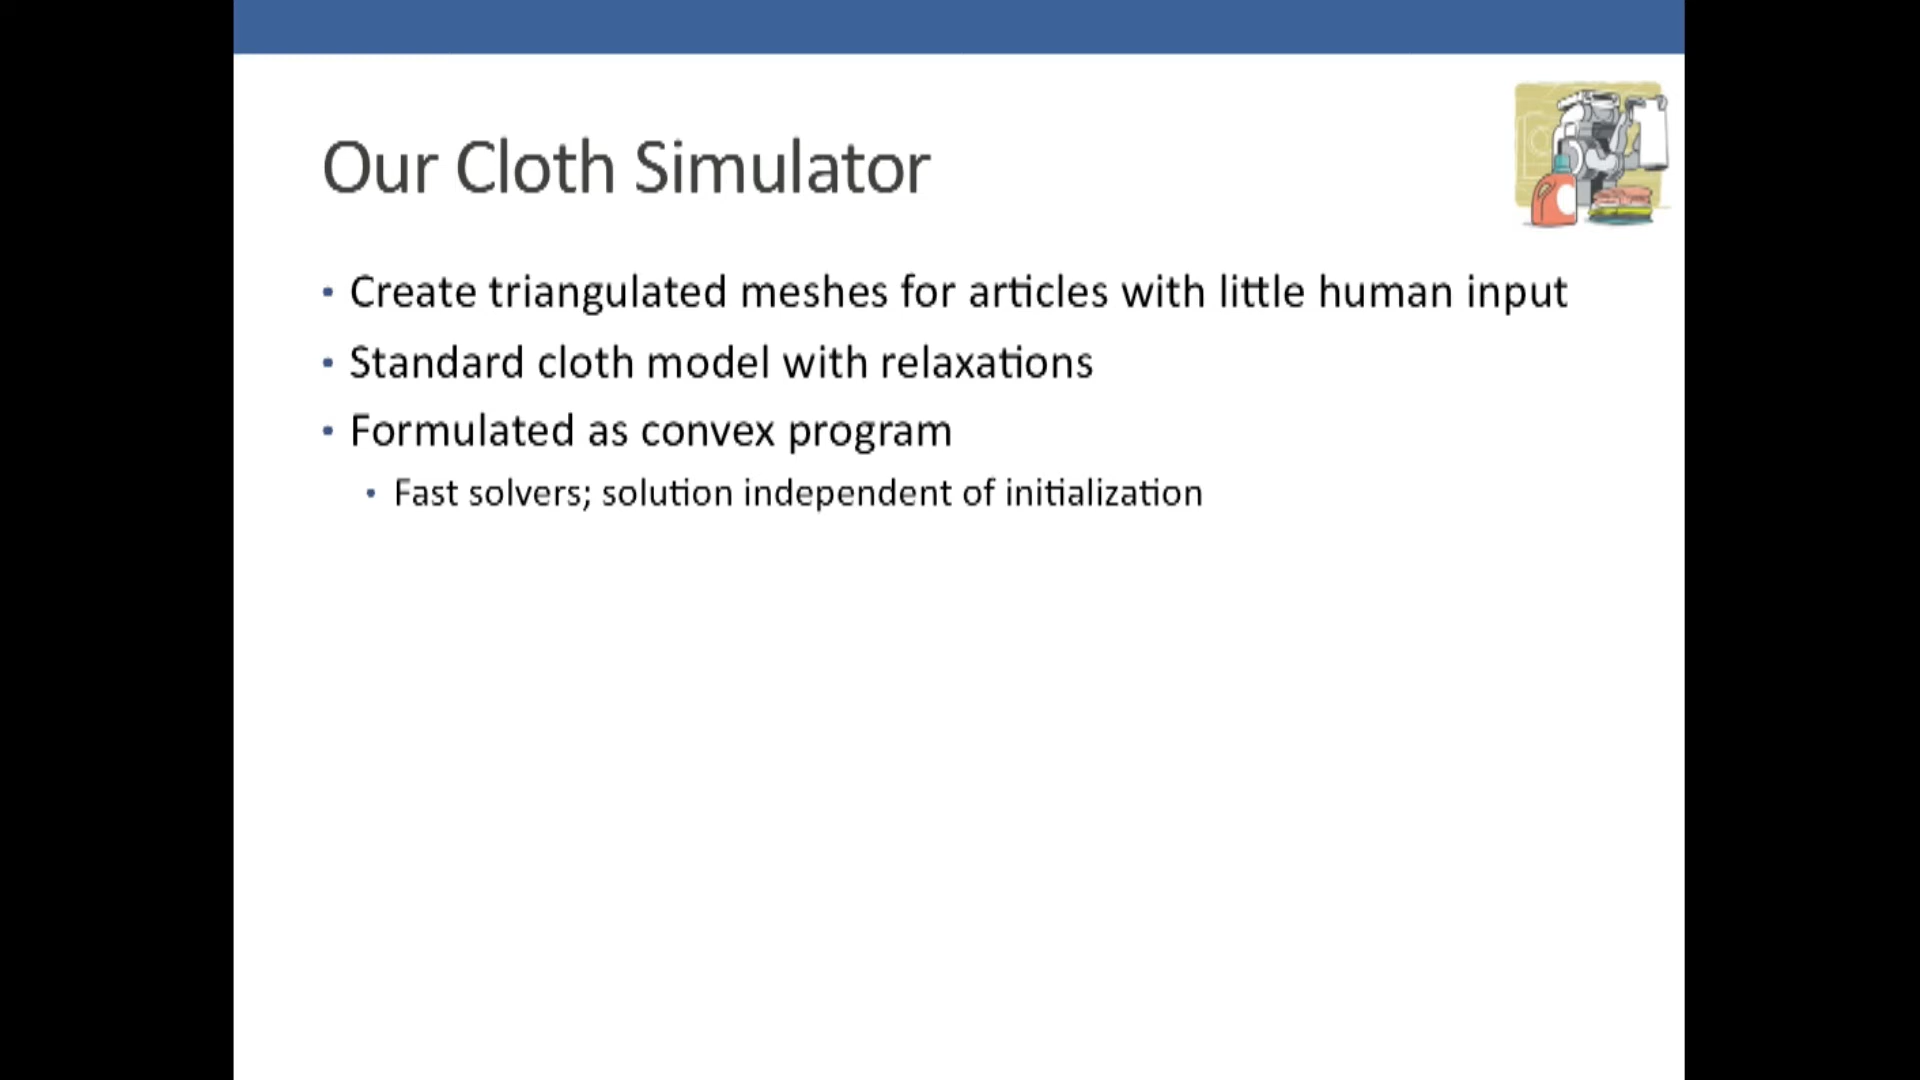 Our Cloth Simulator
• Create triangulated meshes for articles with little human input
• Standard cloth model with relaxations
• Formulated as convex program
• Fast solvers; solution independent of initialization